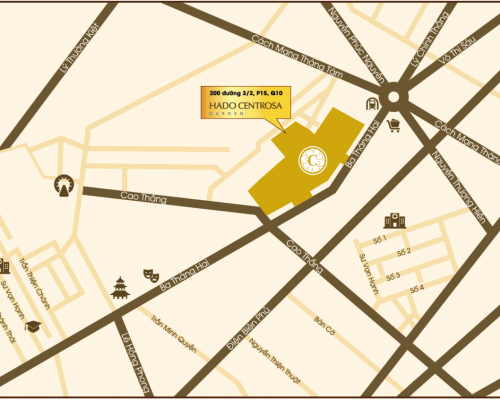 Lý Thường Kiệt
Cách Mạng Tháng Tám
Nguyễn Phúc Nguyên
Lý Chính Thắng
Võ Thị Sáu
200 đường 3/2, P15, Q10
HADO CENTROSA
GARDEN
C
Ba Tháng Hai
Cách Mạng Tháng
Nguyễn Thượng Hiền
Cao Thắng
Số 1
Số 2
Số 3
Số 4
Sư Vạn Hạnh
Cao Thắng
Trần Thiện Chánh
Sư Vạn Hạnh
Thành Thái
Ba Tháng Hai
Lê Hồng Phong
Trần Minh Quyền
Điện Biên Phủ
Bàn Cờ
Nguyễn Thiện Thuật